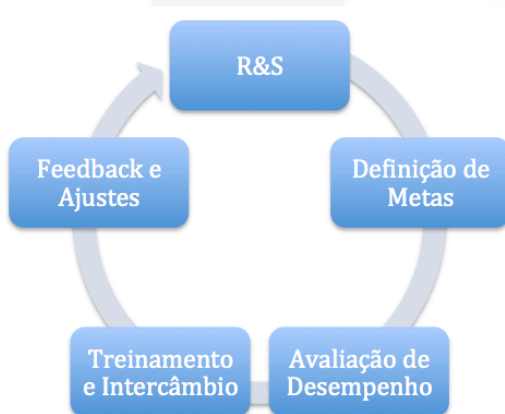 R&S
Definição de
Metas
Avaliação de
Desempenho
Treinamento
e Intercâmbio
Feedback e
Ajustes